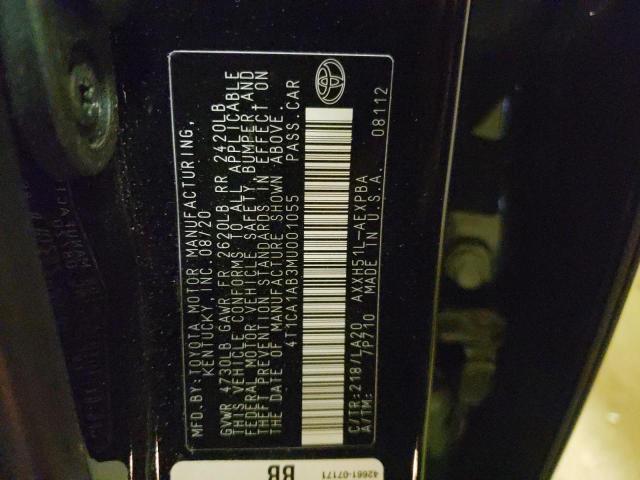 MFD. BY: TOYOTA MOTOR MANUFACTURING,
KENTUCKY, INC. 08/20
GVWR 4730LB GAWR FR 2620LB RR 2420LB
THIS VEHICLE CONFORMS TO ALL APPLICABLE
FEDERAL MOTOR VEHICLE SAFETY, BUMPER, AND
THEFT PREVENTION STANDARDS IN EFFECT ON
THE DATE OF MANUFACTURE SHOWN ABOVE.
4T1CA1AB3MU001055 PASS. CAR
C/TR: 218/LA20 AXXH51L-AEXPBA
A/TM: 7P710 MADE IN U.S.A. 08112
42661-07171
BB